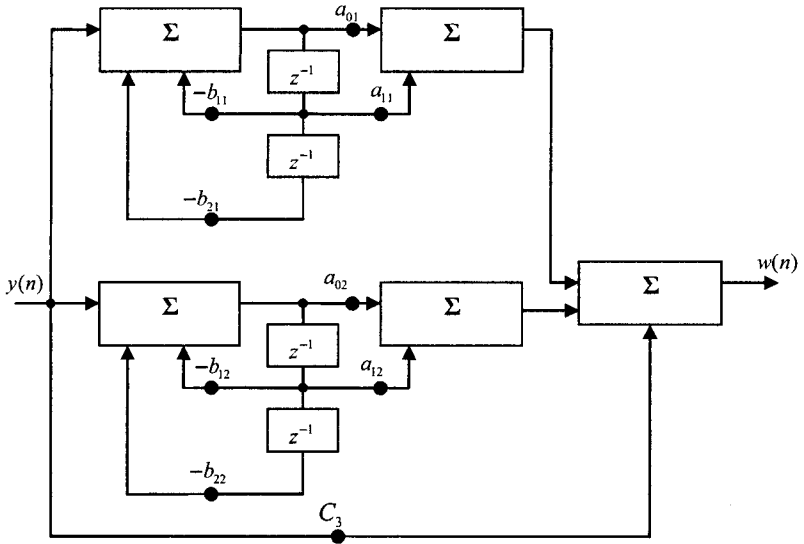 a₀₁
Σ
Σ
z⁻¹
−b₁₁
a₁₁
z⁻¹
−b₂₁
y(n)
a₀₂
Σ
Σ
Σ
w(n)
z⁻¹
−b₁₂
a₁₂
z⁻¹
−b₂₂
C₃